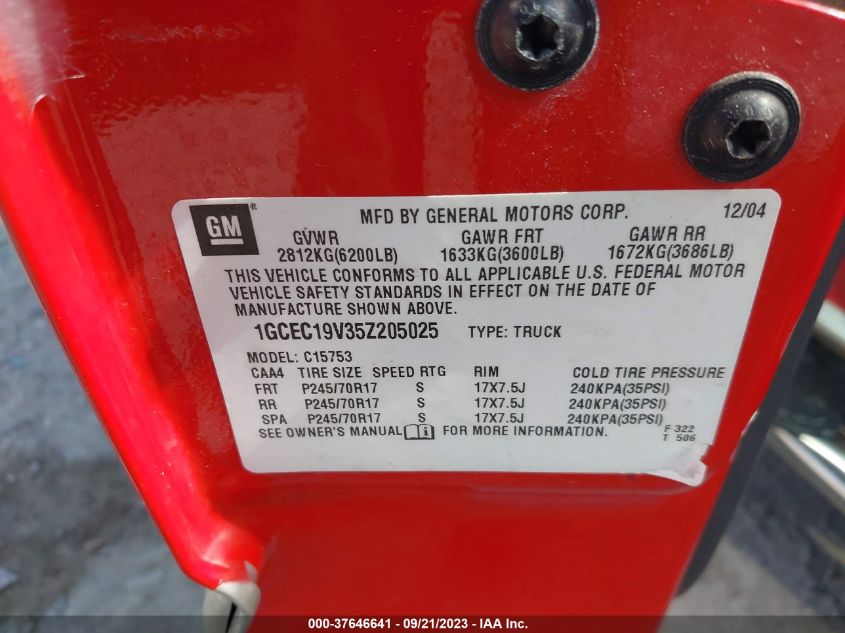 GM®
MFD BY GENERAL MOTORS CORP. 12/04
GVWR GAWR FRT GAWR RR
2812KG(6200LB) 1633KG(3600LB) 1672KG(3686LB)
THIS VEHICLE CONFORMS TO ALL APPLICABLE U.S. FEDERAL MOTOR
VEHICLE SAFETY STANDARDS IN EFFECT ON THE DATE OF
MANUFACTURE SHOWN ABOVE.
1GCEC19V35Z205025 TYPE: TRUCK
MODEL: C15753
CAA4 TIRE SIZE SPEED RTG RIM COLD TIRE PRESSURE
FRT P245/70R17 S 17X7.5J 240KPA(35PSI)
RR P245/70R17 S 17X7.5J 240KPA(35PSI)
SPA P245/70R17 S 17X7.5J 240KPA(35PSI)
SEE OWNER'S MANUAL i FOR MORE INFORMATION. F 322
T 506
000-37646641 / 09/21/2023 - IAA Inc.